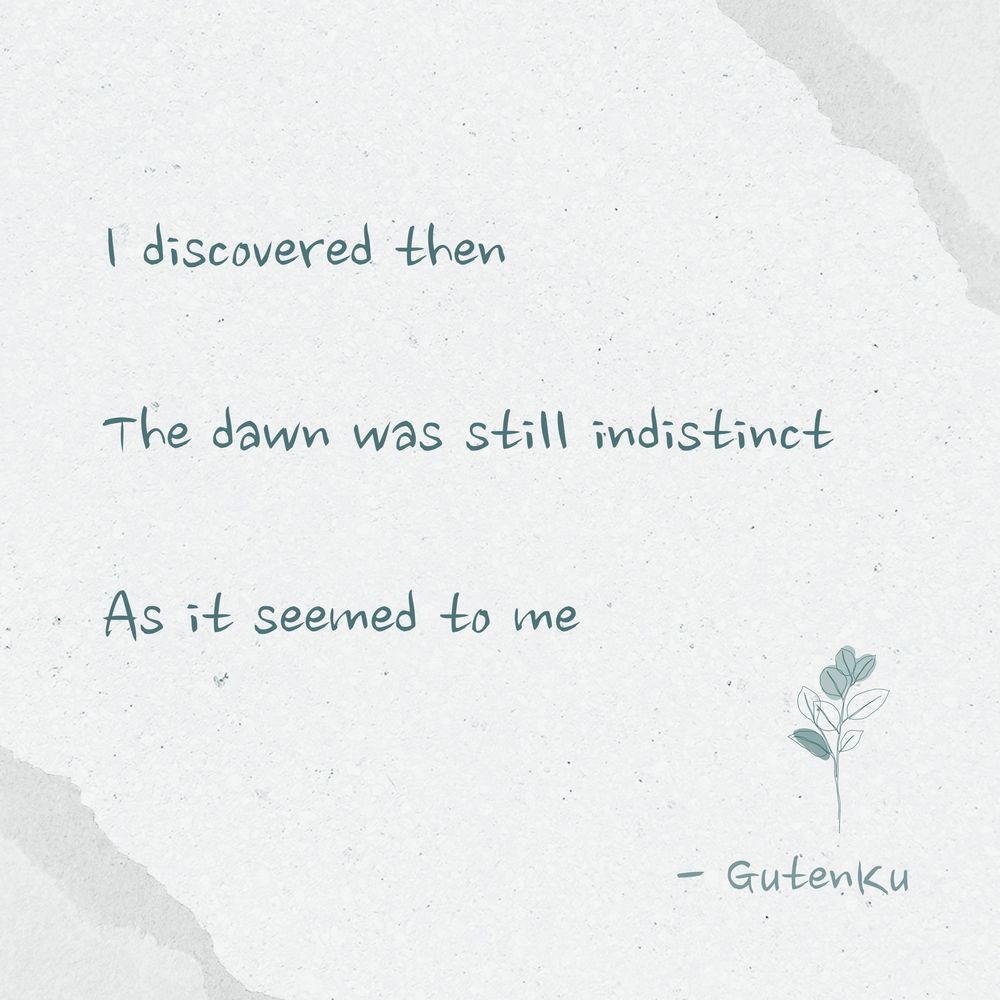 I discovered then
The dawn was still indistinct
As it seemed to me
- GutenKu